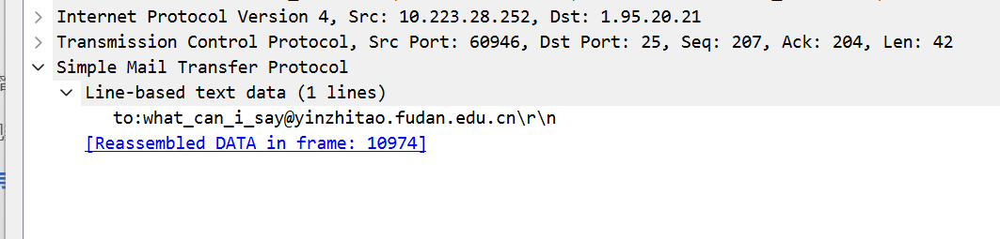 Internet Protocol Version 4, Src: 10.223.28.252, Dst: 1.95.20.21
Transmission Control Protocol, Src Port: 60946, Dst Port: 25, Seq: 207, Ack: 204, Len: 42
Simple Mail Transfer Protocol
Line-based text data (1 lines)
to:what_can_i_say@yinzhitao.fudan.edu.cn\r\n
[Reassembled DATA in frame: 10974]